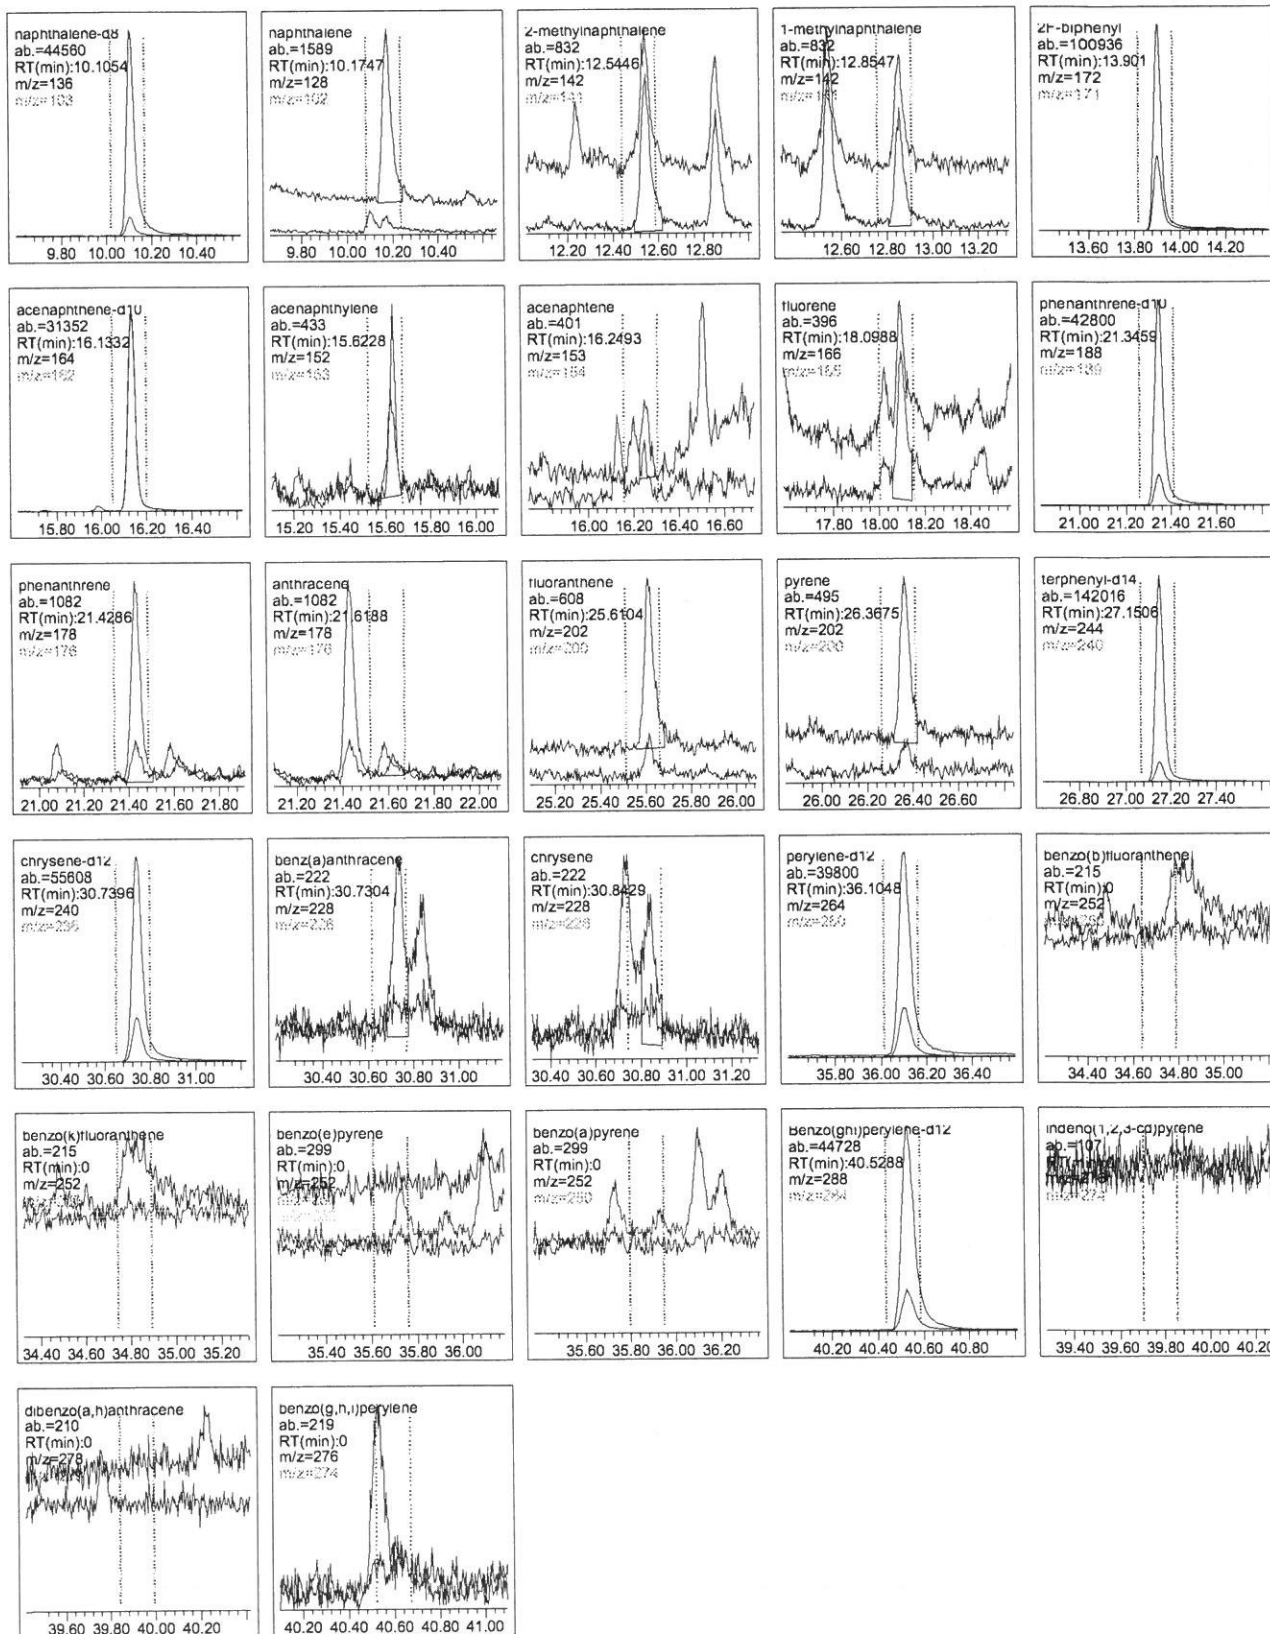 naphthalene-d8
ab.=44560
RT(min):10.1054
m/z=136
m/z=103
9.80 10.00 10.20 10.40
naphthalene
ab.=1589
RT(min):10.1747
m/z=128
m/z=102
9.80 10.00 10.20 10.40
2-methylnaphthalene
ab.=832
RT(min):12.5446
m/z=142
m/z=141
12.20 12.40 12.60 12.80
1-methylnaphthalene
ab.=832
RT(min):12.8547
m/z=142
12.60 12.80 13.00 13.20
2F-biphenyl
ab.=100936
RT(min):13.901
m/z=172
m/z=171
13.60 13.80 14.00 14.20
acenaphthene-d10
ab.=31352
RT(min):16.1332
m/z=164
m/z=162
15.80 16.00 16.20 16.40
acenaphthylene
ab.=433
RT(min):15.6228
m/z=152
m/z=153
15.20 15.40 15.60 15.80 16.00
acenaphtene
ab.=401
RT(min):16.2493
m/z=153
m/z=154
16.00 16.20 16.40 16.60
fluorene
ab.=396
RT(min):18.0988
m/z=166
m/z=165
17.80 18.00 18.20 18.40
phenanthrene-d10
ab.=42800
RT(min):21.3459
m/z=188
m/z=189
21.00 21.20 21.40 21.60
phenanthrene
ab.=1082
RT(min):21.4286
m/z=178
m/z=176
21.00 21.20 21.40 21.60 21.80
anthracene
ab.=1082
RT(min):21.6188
m/z=178
m/z=176
21.20 21.40 21.60 21.80 22.00
fluoranthene
ab.=608
RT(min):25.6104
m/z=202
m/z=200
25.20 25.40 25.60 25.80 26.00
pyrene
ab.=495
RT(min):26.3675
m/z=202
m/z=200
26.00 26.20 26.40 26.60
terphenyl-d14
ab.=142016
RT(min):27.1506
m/z=244
m/z=240
26.80 27.00 27.20 27.40
chrysene-d12
ab.=55608
RT(min):30.7396
m/z=240
m/z=236
30.40 30.60 30.80 31.00
benz(a)anthracene
ab.=222
RT(min):30.7304
m/z=228
m/z=226
30.40 30.60 30.80 31.00
chrysene
ab.=222
RT(min):30.8429
m/z=228
m/z=226
30.40 30.60 30.80 31.00 31.20
perylene-d12
ab.=39800
RT(min):36.1048
m/z=264
m/z=260
35.80 36.00 36.20 36.40
benzo(b)fluoranthene
ab.=215
RT(min):0
m/z=252
34.40 34.60 34.80 35.00
benzo(k)fluoranthene
ab.=215
RT(min):0
m/z=252
34.40 34.60 34.80 35.00 35.20
benzo(e)pyrene
ab.=299
RT(min):0
m/z=252
35.40 35.60 35.80 36.00
benzo(a)pyrene
ab.=299
RT(min):0
m/z=252
m/z=250
35.60 35.80 36.00 36.20
Benzo(ghi)perylene-d12
ab.=44728
RT(min):40.5288
m/z=288
m/z=284
40.20 40.40 40.60 40.80
indeno(1,2,3-cd)pyrene
ab.=107
m/z=274
39.40 39.60 39.80 40.00 40.20
dibenzo(a,h)anthracene
ab.=210
RT(min):0
m/z=278
39.60 39.80 40.00 40.20
benzo(g,h,i)perylene
ab.=219
RT(min):0
m/z=276
m/z=274
40.20 40.40 40.60 40.80 41.00